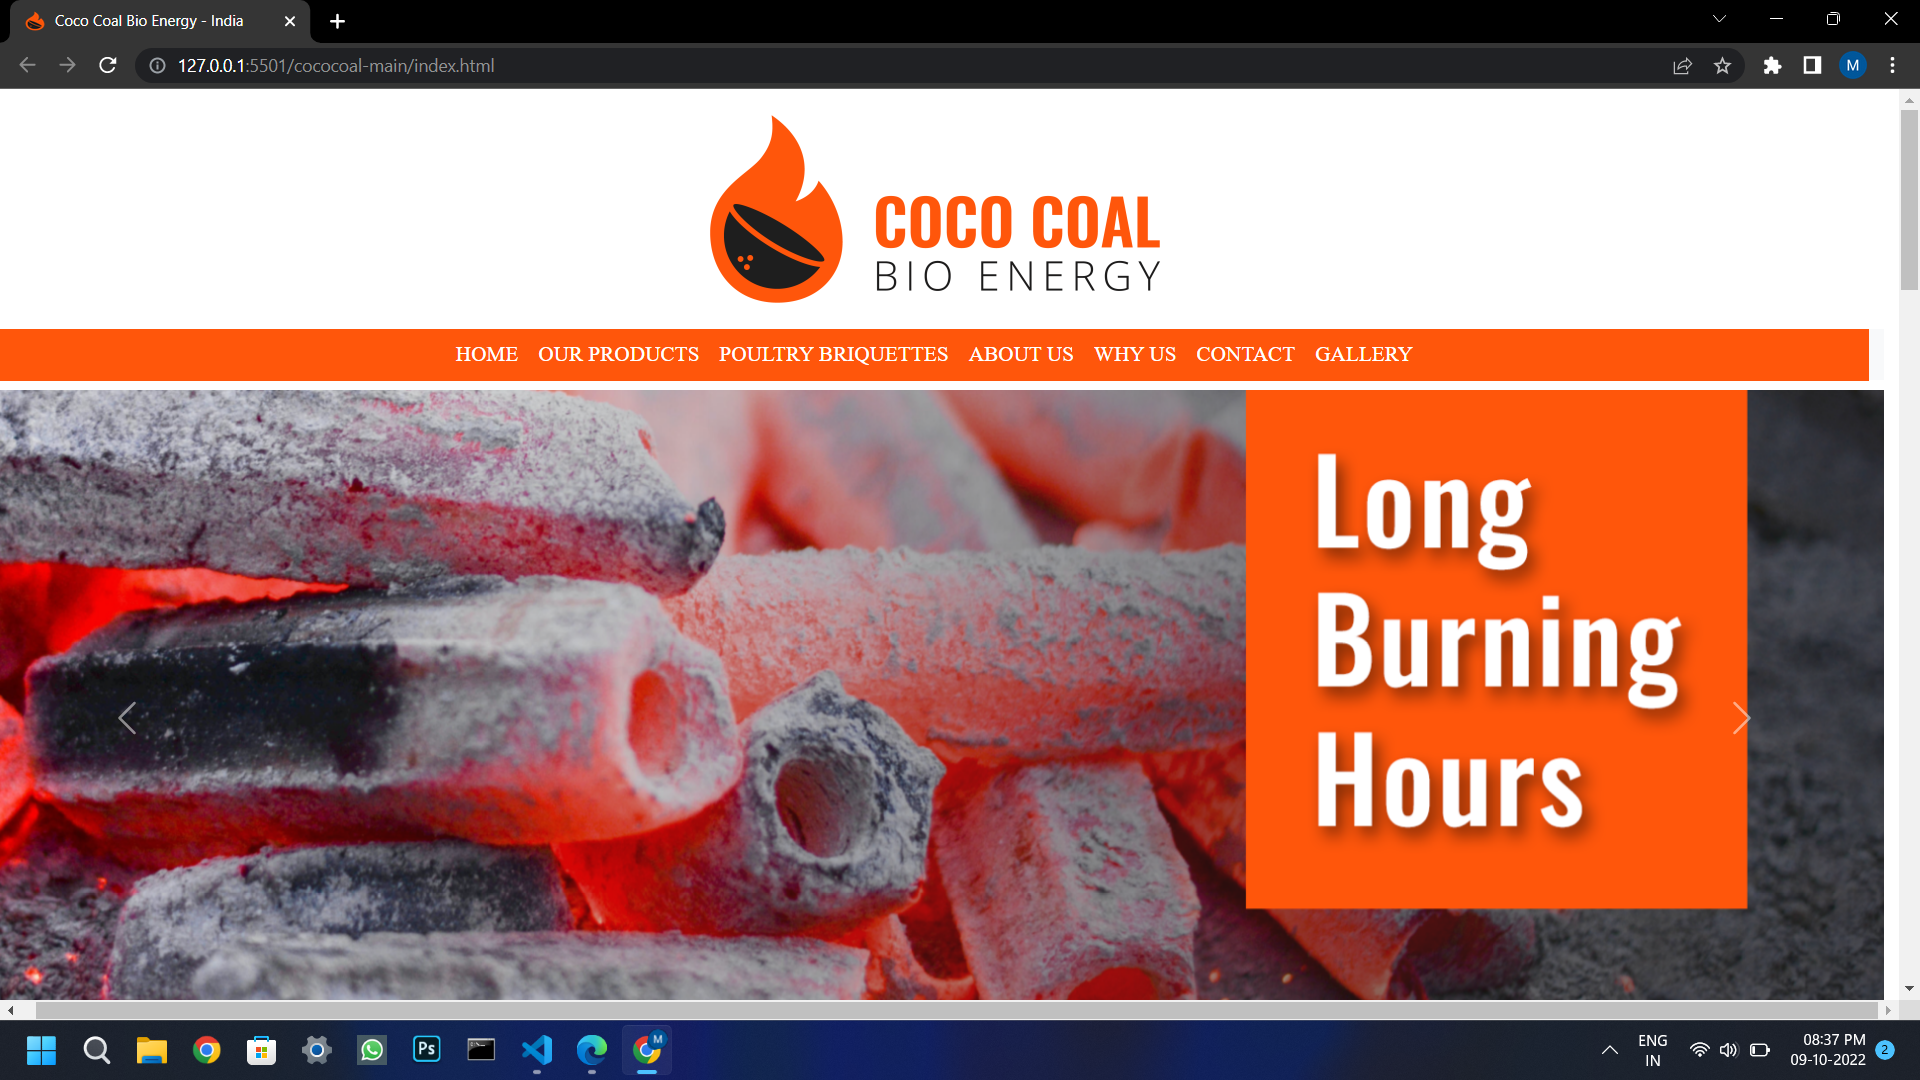 Coco Coal Bio Energy - India
127.0.0.1:5501/cococoal-main/index.html
M
COCO COAL
BIO ENERGY
HOME OUR PRODUCTS POULTRY BRIQUETTES ABOUT US WHY US CONTACT GALLERY
Long
Burning
Hours
Ps
M
ENG
IN
08:37 PM
09-10-2022
2